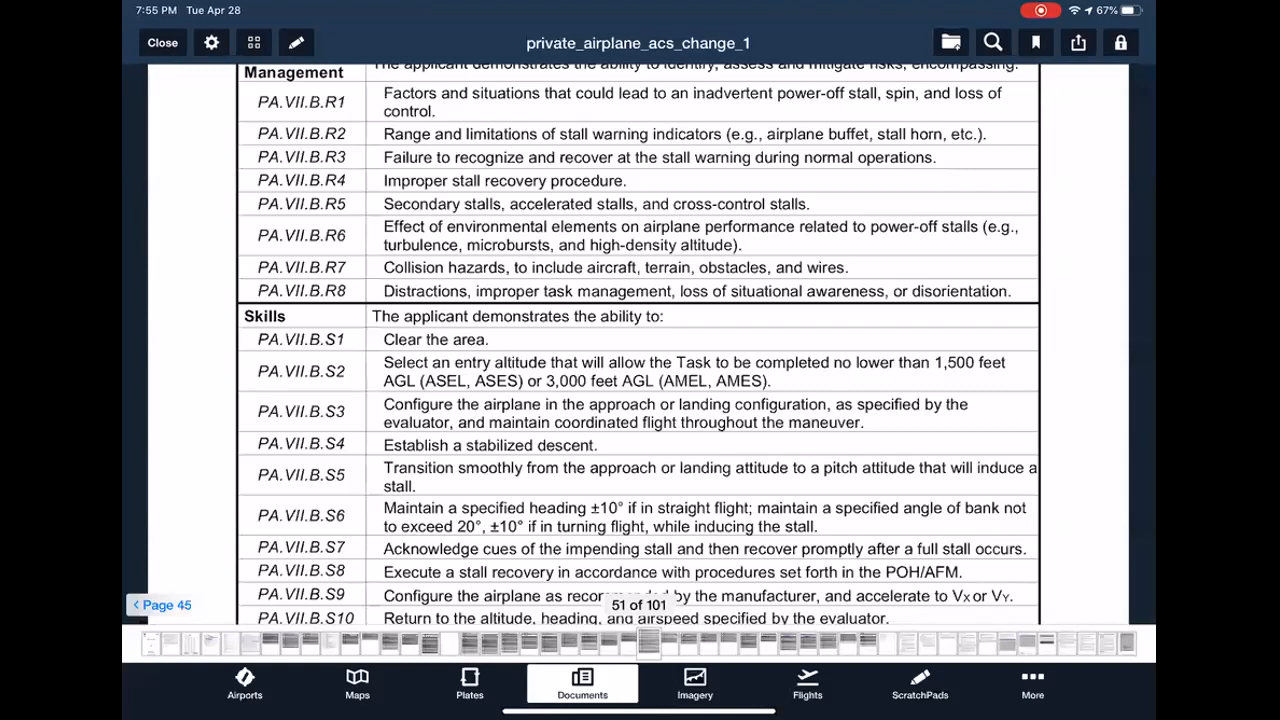 7:55 PM Tue Apr 28 67%
Close private_airplane_acs_change_1
Management The applicant demonstrates the ability to identify, assess and mitigate risks, encompassing:
PA.VII.B.R1 Factors and situations that could lead to an inadvertent power-off stall, spin, and loss of
control.
PA.VII.B.R2 Range and limitations of stall warning indicators (e.g., airplane buffet, stall horn, etc.).
PA.VII.B.R3 Failure to recognize and recover at the stall warning during normal operations.
PA.VII.B.R4 Improper stall recovery procedure.
PA.VII.B.R5 Secondary stalls, accelerated stalls, and cross-control stalls.
PA.VII.B.R6 Effect of environmental elements on airplane performance related to power-off stalls (e.g.,
turbulence, microbursts, and high-density altitude).
PA.VII.B.R7 Collision hazards, to include aircraft, terrain, obstacles, and wires.
PA.VII.B.R8 Distractions, improper task management, loss of situational awareness, or disorientation.
Skills The applicant demonstrates the ability to:
PA.VII.B.S1 Clear the area.
PA.VII.B.S2 Select an entry altitude that will allow the Task to be completed no lower than 1,500 feet
AGL (ASEL, ASES) or 3,000 feet AGL (AMEL, AMES).
PA.VII.B.S3 Configure the airplane in the approach or landing configuration, as specified by the
evaluator, and maintain coordinated flight throughout the maneuver.
PA.VII.B.S4 Establish a stabilized descent.
PA.VII.B.S5 Transition smoothly from the approach or landing attitude to a pitch attitude that will induce a
stall.
PA.VII.B.S6 Maintain a specified heading ±10° if in straight flight; maintain a specified angle of bank not
to exceed 20°, ±10° if in turning flight, while inducing the stall.
PA.VII.B.S7 Acknowledge cues of the impending stall and then recover promptly after a full stall occurs.
PA.VII.B.S8 Execute a stall recovery in accordance with procedures set forth in the POH/AFM.
PA.VII.B.S9 Configure the airplane as recom by the manufacturer, and accelerate to VX or VY.
< Page 45 51 of 101
PA.VII.B.S10 Return to the altitude, heading, and airspeed specified by the evaluator.
Airports Maps Plates Documents Imagery Flights ScratchPads More